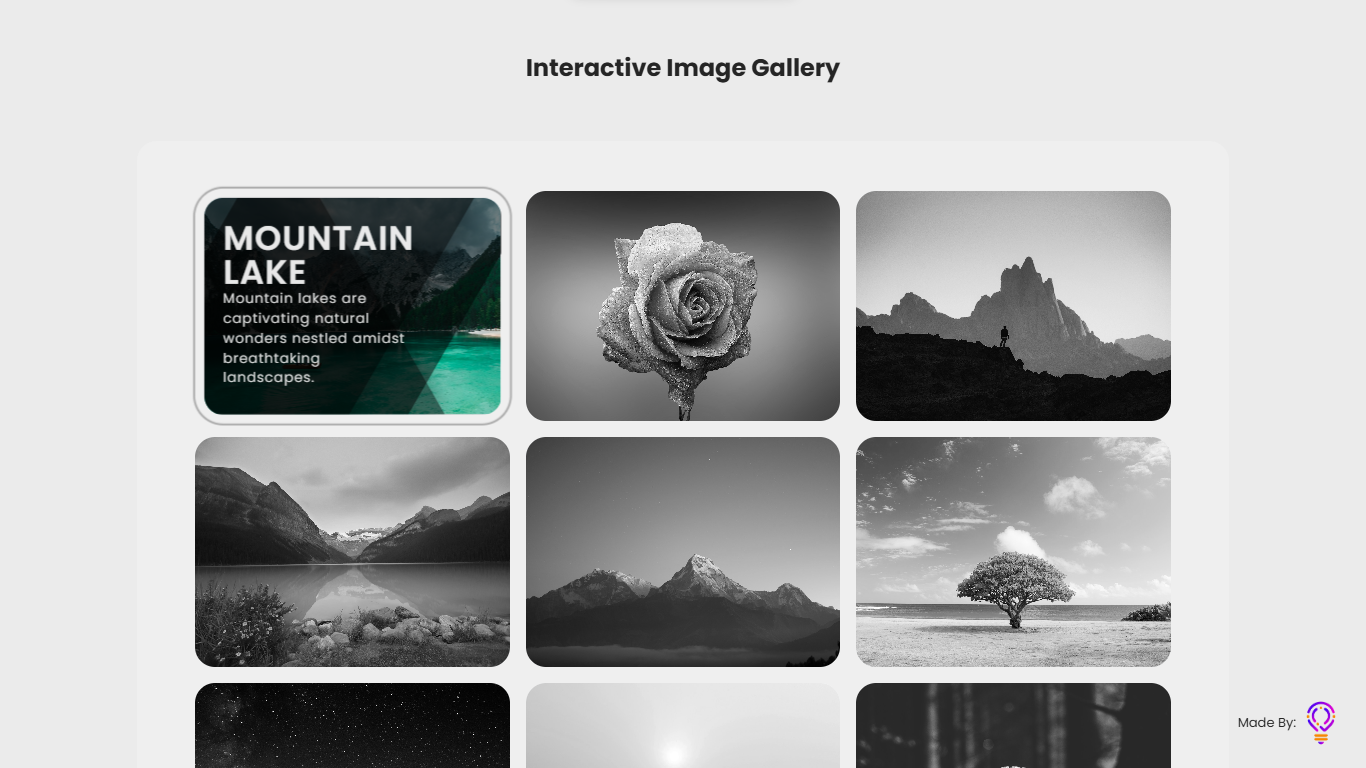 Interactive Image Gallery
MOUNTAIN
LAKE
Mountain lakes are
captivating natural
wonders nestled amidst
breathtaking
landscapes.
Made By: